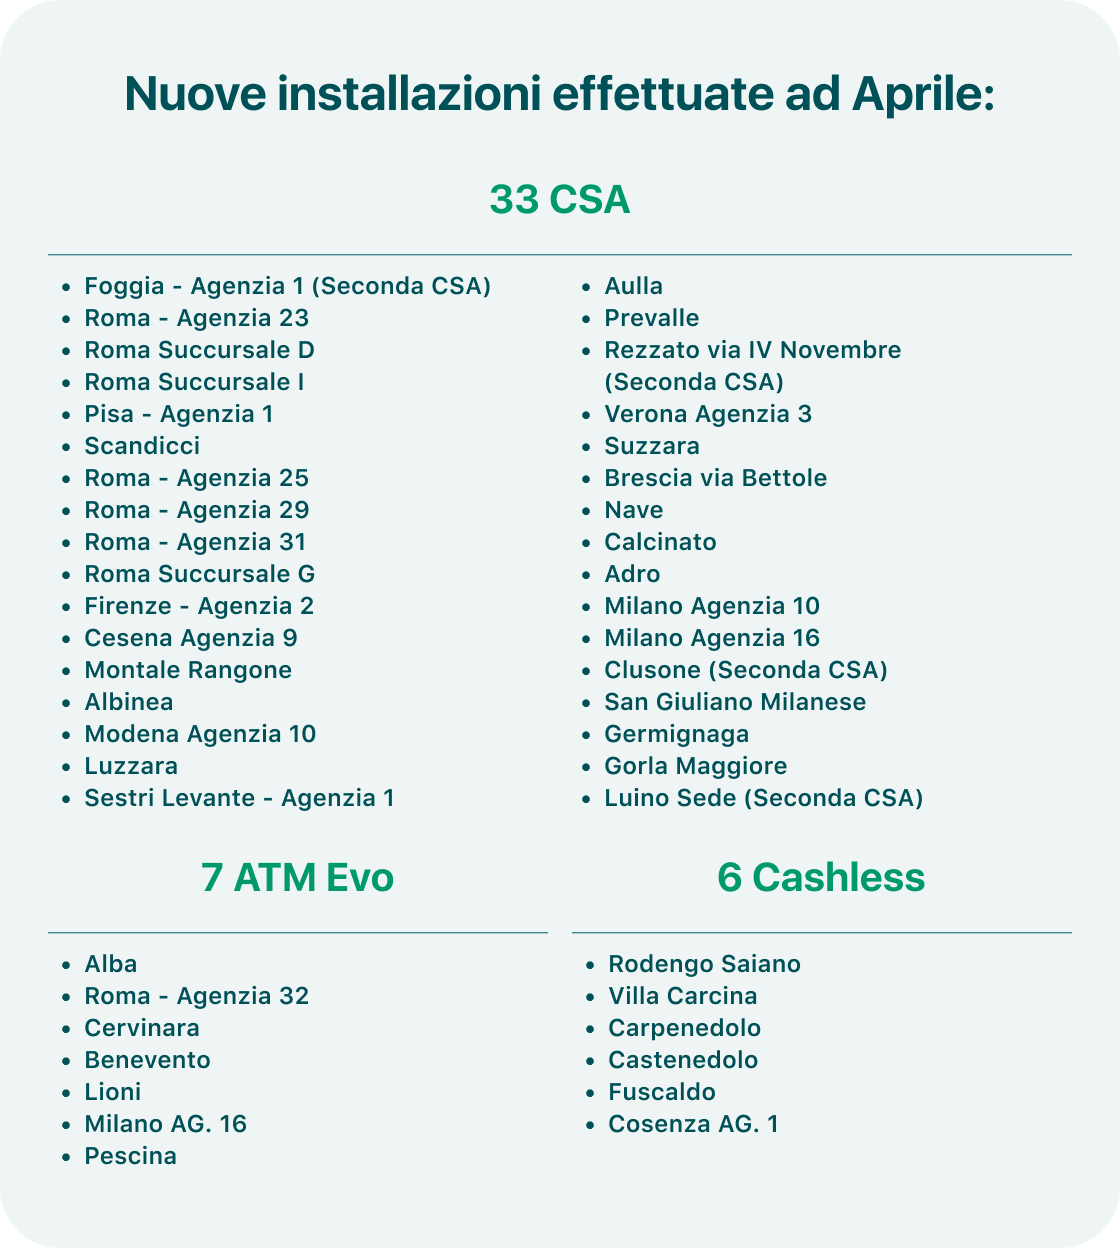 Nuove installazioni effettuate ad Aprile:
33 CSA
• Foggia - Agenzia 1 (Seconda CSA)
• Roma - Agenzia 23
• Roma Succursale D
• Roma Succursale I
• Pisa - Agenzia 1
• Scandicci
• Roma - Agenzia 25
• Roma - Agenzia 29
• Roma - Agenzia 31
• Roma Succursale G
• Firenze - Agenzia 2
• Cesena Agenzia 9
• Montale Rangone
• Albinea
• Modena Agenzia 10
• Luzzara
• Sestri Levante - Agenzia 1
• Aulla
• Prevalle
• Rezzato via IV Novembre
(Seconda CSA)
• Verona Agenzia 3
• Suzzara
• Brescia via Bettole
• Nave
• Calcinato
• Adro
• Milano Agenzia 10
• Milano Agenzia 16
• Clusone (Seconda CSA)
• San Giuliano Milanese
• Germignaga
• Gorla Maggiore
• Luino Sede (Seconda CSA)
7 ATM Evo
• Alba
• Roma - Agenzia 32
• Cervinara
• Benevento
• Lioni
• Milano AG. 16
• Pescina
6 Cashless
• Rodengo Saiano
• Villa Carcina
• Carpenedolo
• Castenedolo
• Fuscaldo
• Cosenza AG. 1